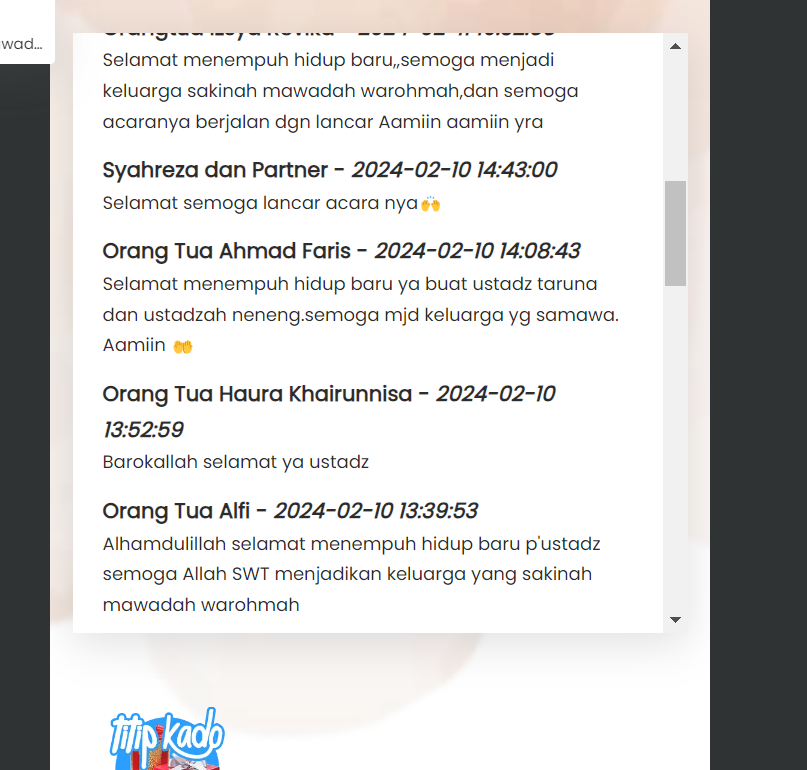 wad...
Selamat menempuh hidup baru,,semoga menjadi
keluarga sakinah mawadah warohmah,dan semoga
acaranya berjalan dgn lancar Aamiin aamiin yra
Syahreza dan Partner - 2024-02-10 14:43:00
Selamat semoga lancar acara nya🙌
Orang Tua Ahmad Faris - 2024-02-10 14:08:43
Selamat menempuh hidup baru ya buat ustadz taruna
dan ustadzah neneng.semoga mjd keluarga yg samawa.
Aamiin 🤲
Orang Tua Haura Khairunnisa - 2024-02-10
13:52:59
Barokallah selamat ya ustadz
Orang Tua Alfi - 2024-02-10 13:39:53
Alhamdulillah selamat menempuh hidup baru p'ustadz
semoga Allah SWT menjadikan keluarga yang sakinah
mawadah warohmah
titip kado